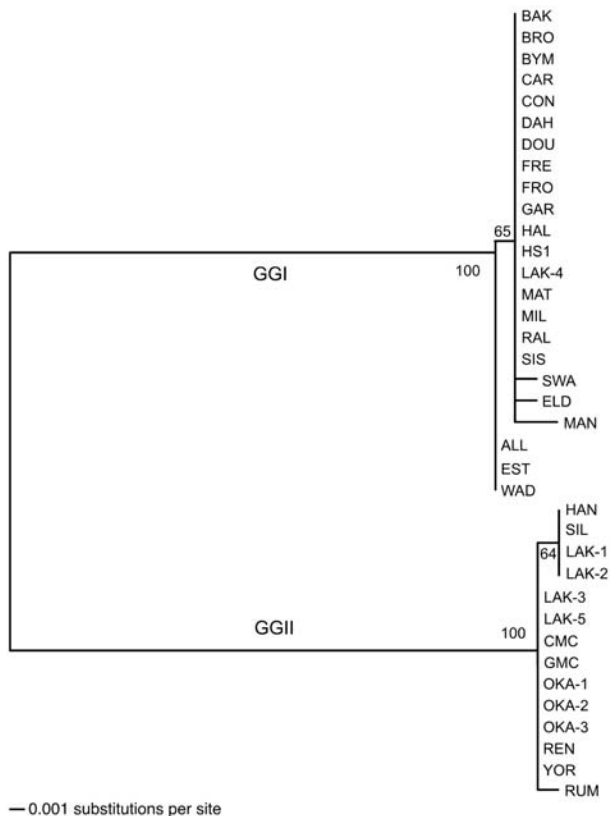 BAK
BRO
BYM
CAR
CON
DAH
DOU
FRE
FRO
GAR
65
HAL
HS1
100
GGI
LAK-4
MAT
MIL
RAL
SIS
SWA
ELD
MAN
ALL
EST
WAD
HAN
SIL
64
LAK-1
LAK-2
LAK-3
LAK-5
100
GGII
CMC
GMC
OKA-1
OKA-2
OKA-3
REN
YOR
RUM
0.001 substitutions per site